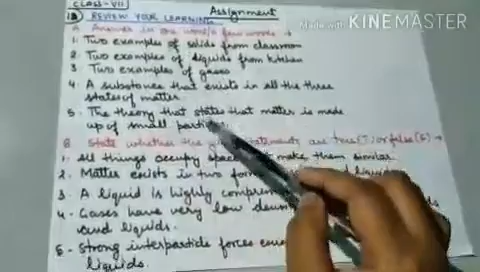 CLASS-VII
Assignment
1B REVIEW YOUR LEARNING
Made with KINEMASTER
A. Answer in one word/a few words →
1. Two examples of solids from classroom
2. Two examples of liquids from kitchen
3. Two examples of gases
4. A substance that exists in all the three
states of matter.
5. The theory that states that matter is made
up of small
B. State whether the statements are true(T) or false(F) →
1. All things occupy make them similar.
2. Matter exists in two
3. A liquid is highly
4. Gases have very low
and liquids.
5. Strong interparticle forces
liquids.